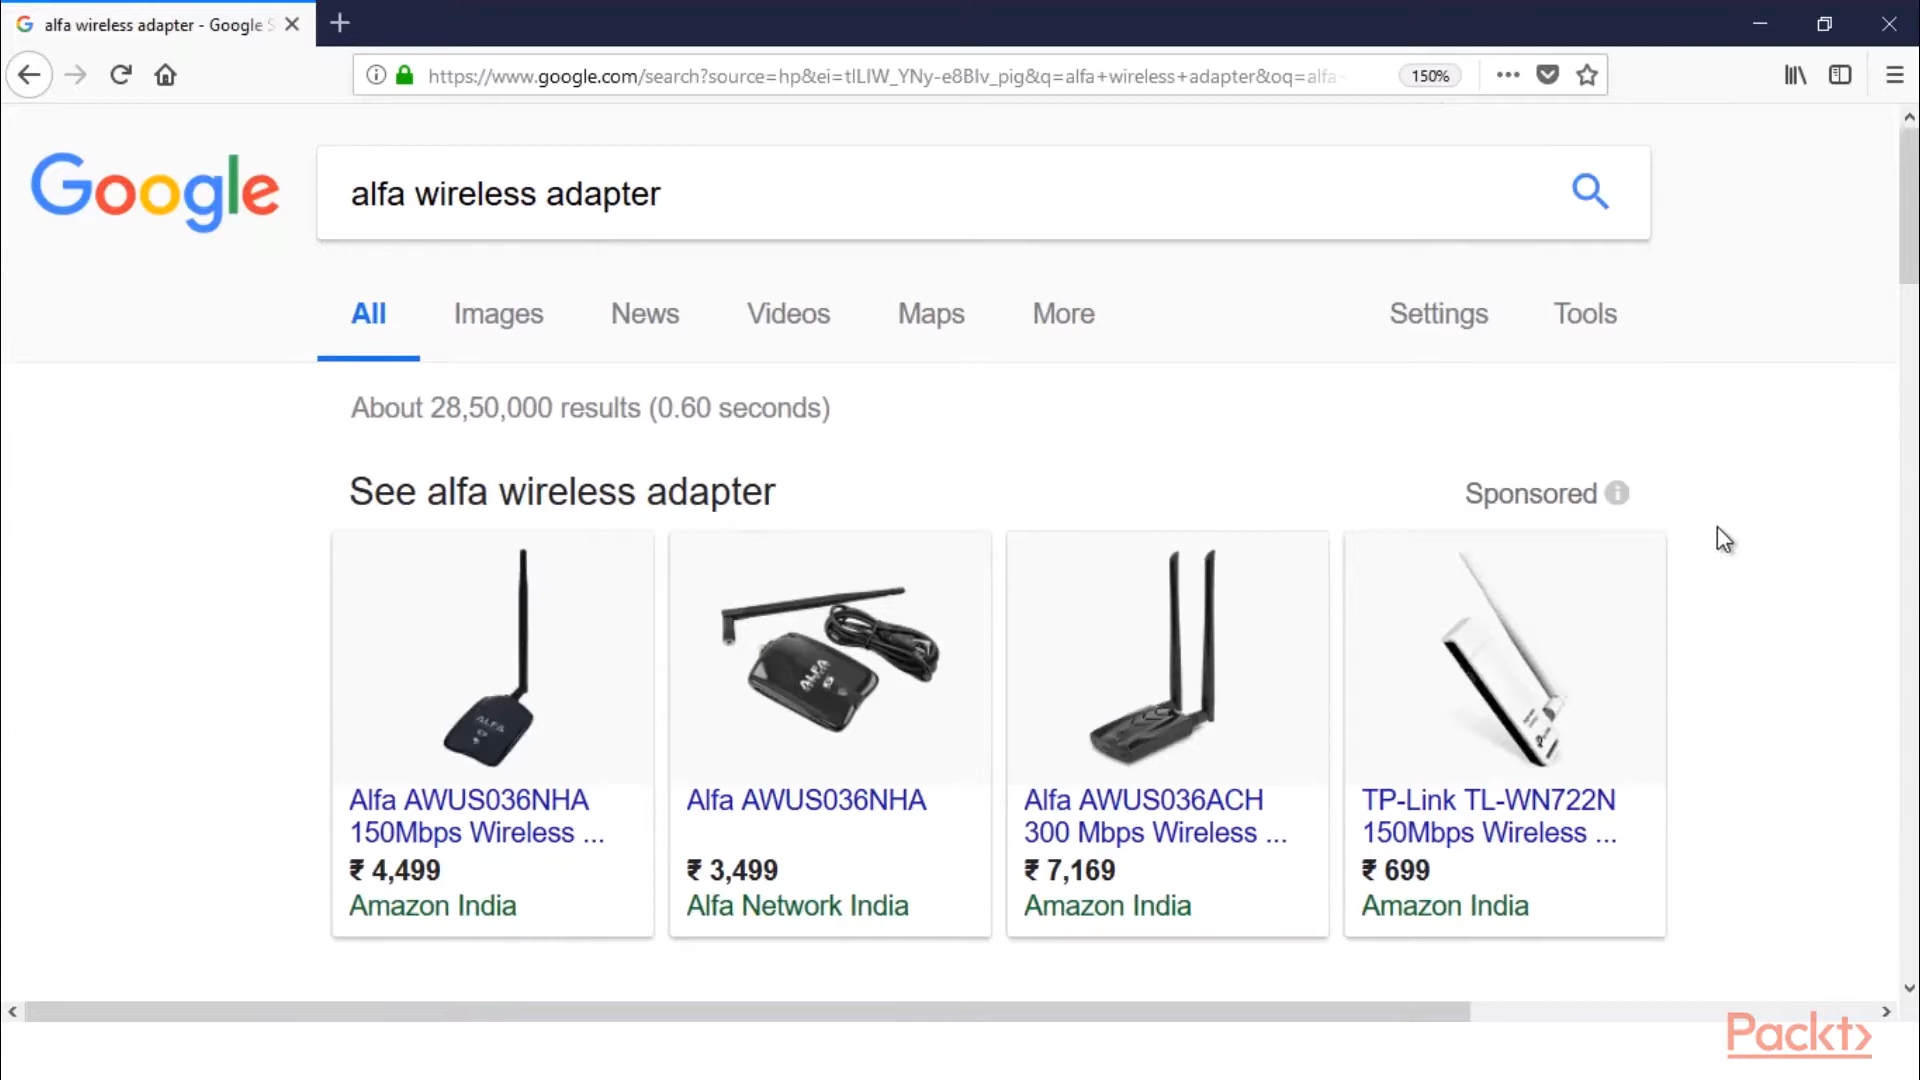 alfa wireless adapter - Google S
https://www.google.com/search?source=hp&ei=tlLIW_YNy-e8BIv_pig&q=alfa+wireless+adapter&oq=alfa
150%
Google
alfa wireless adapter
All Images News Videos Maps More Settings Tools
About 28,50,000 results (0.60 seconds)
See alfa wireless adapter
Sponsored
ALFA
ALFA
Alfa AWUS036NHA
150Mbps Wireless ...
₹ 4,499
Amazon India
Alfa AWUS036NHA
₹ 3,499
Alfa Network India
Alfa AWUS036ACH
300 Mbps Wireless ...
₹ 7,169
Amazon India
TP-Link TL-WN722N
150Mbps Wireless ...
₹ 699
Amazon India
Packt>